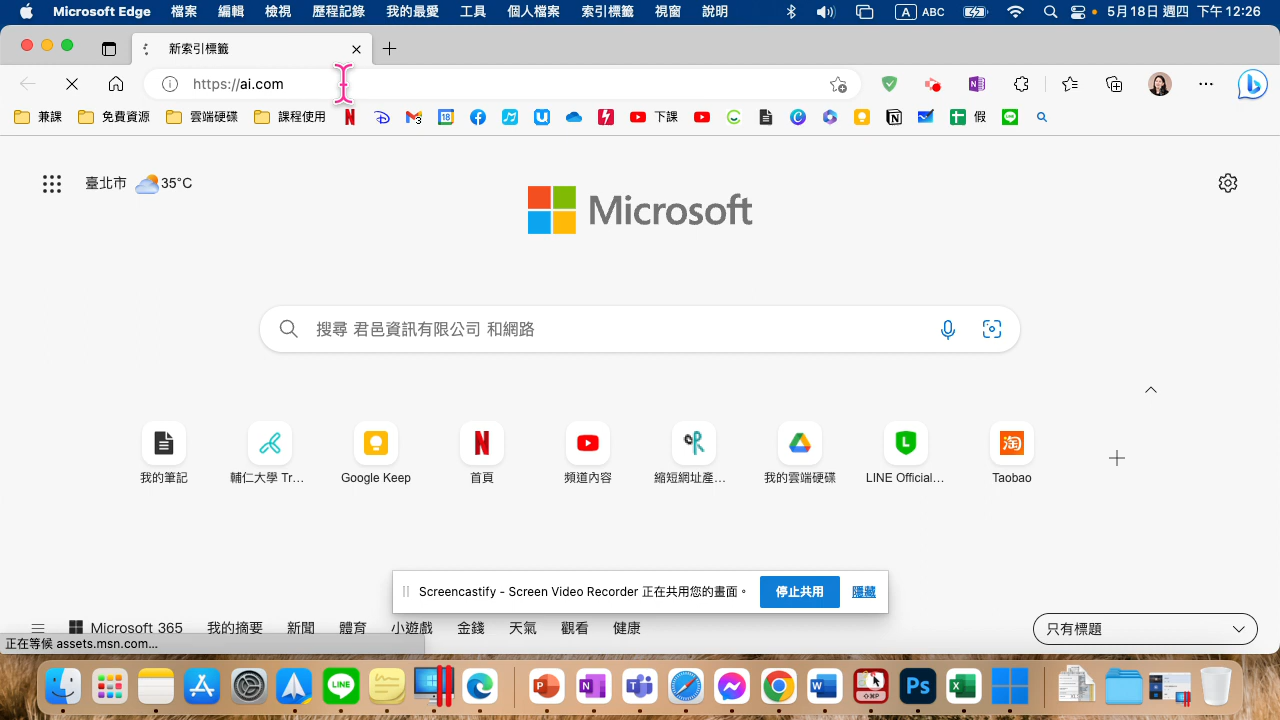 Microsoft Edge 檔案 編輯 檢視 歷程記錄 我的最愛 工具 個人檔案 索引標籤 視窗 說明 A ABC 5月18日 週四 下午 12:26
新索引標籤
https://ai.com
兼課 免費資源 雲端硬碟 課程使用 下課 假
臺北市 35°C
Microsoft
搜尋 君邑資訊有限公司 和網路
我的筆記 輔仁大學 Tr... Google Keep 首頁 頻道內容 縮短網址產... 我的雲端硬碟 LINE Official... Taobao
Screencastify - Screen Video Recorder 正在共用您的畫面。 停止共用 隱藏
Microsoft 365 我的摘要 新聞 體育 小遊戲 金錢 天氣 觀看 健康 只有標題
正在等候 assets.msn.com...